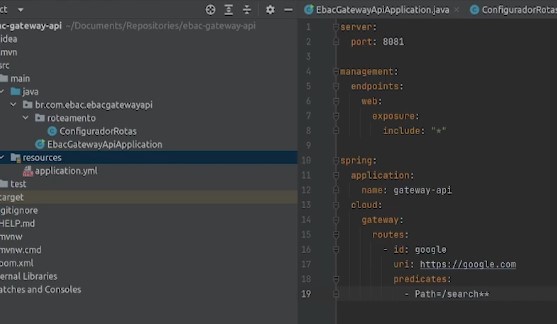 ct
ac-gateway-api ~/Documents/Repositories/ebac-gateway-api
idea
mvn
src
main
java
br.com.ebac.ebacgatewayapi
roteamento
ConfiguradorRotas
EbacGatewayApiApplication
resources
application.yml
test
target
gitignore
HELP.md
mvnw
mvnw.cmd
pom.xml
ernal Libraries
atches and Consoles
EbacGatewayApiApplication.java
ConfiguradorRotas
1 server:
2 port: 8081
3
4 management:
5 endpoints:
6 web:
7 exposure:
8 include: "*"
9
10 spring:
11 application:
12 name: gateway-api
13 cloud:
14 gateway:
15 routes:
16 - id: google
17 uri: https://google.com
18 predicates:
19 - Path=/search**